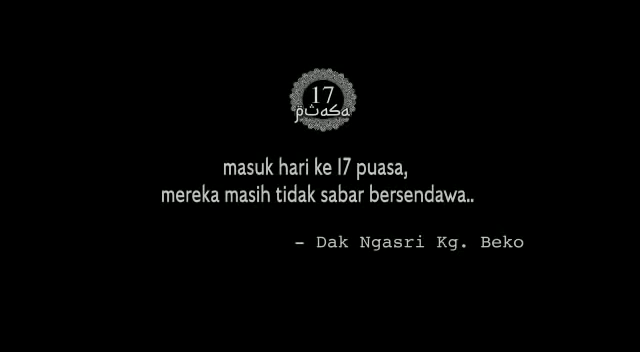 17
puasa
masuk hari ke 17 puasa,
mereka masih tidak sabar bersendawa..
- Dak Ngasri Kg. Beko